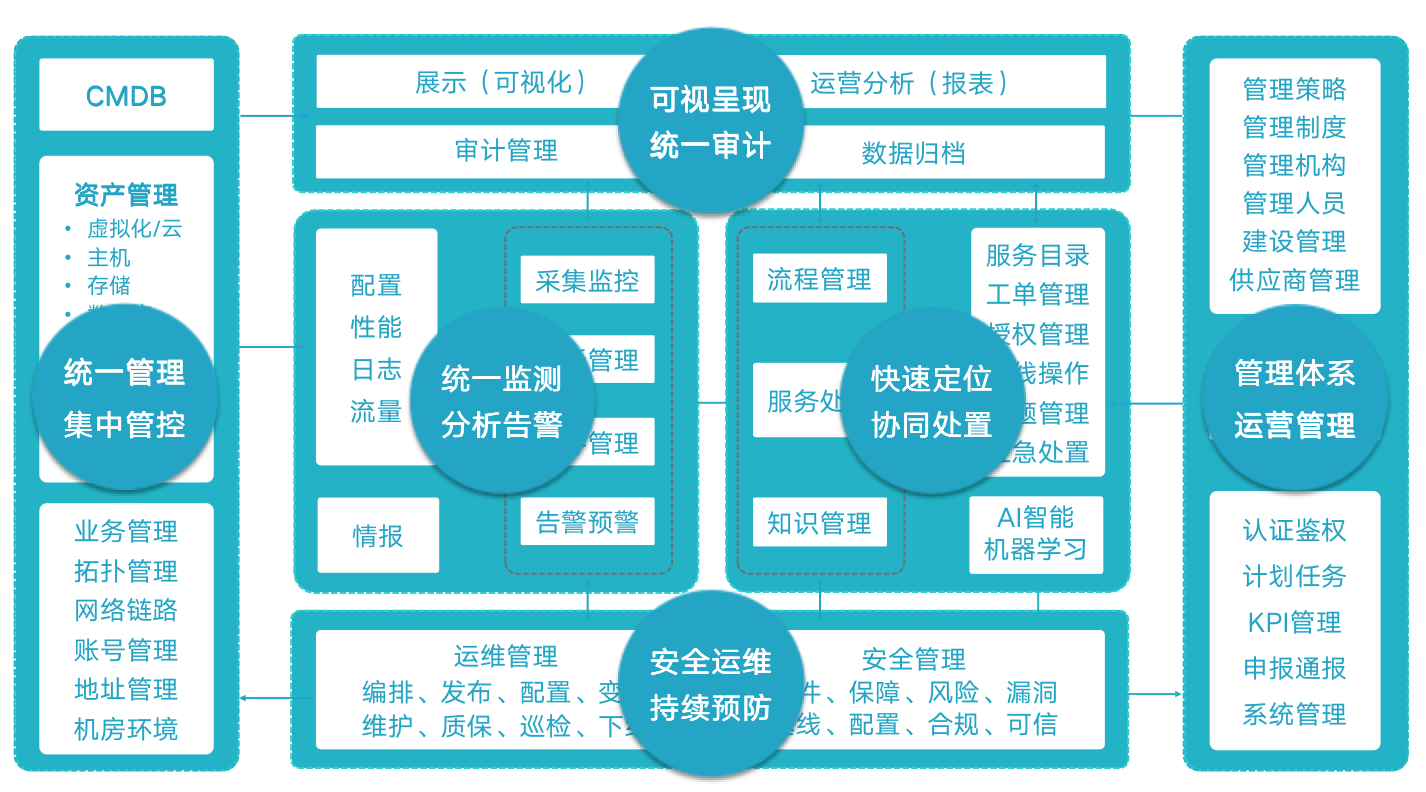 CMDB
资产管理
• 虚拟化/云
• 主机
• 存储
统一管理
集中管控
业务管理
拓扑管理
网络链路
账号管理
地址管理
机房环境
展示（可视化）
运营分析（报表）
审计管理
数据归档
可视呈现
统一审计
配置
性能
日志
流量
情报
采集监控
管理
管理
告警预警
统一监测
分析告警
流程管理
服务处
知识管理
快速定位
协同处置
服务目录
工单管理
授权管理
线操作
题管理
急处置
AI智能
机器学习
运维管理
编排、发布、配置、变
维护、质保、巡检、下线
安全运维
持续预防
安全管理
件、保障、风险、漏洞
线、配置、合规、可信
管理策略
管理制度
管理机构
管理人员
建设管理
供应商管理
管理体系
运营管理
认证鉴权
计划任务
KPI管理
申报通报
系统管理